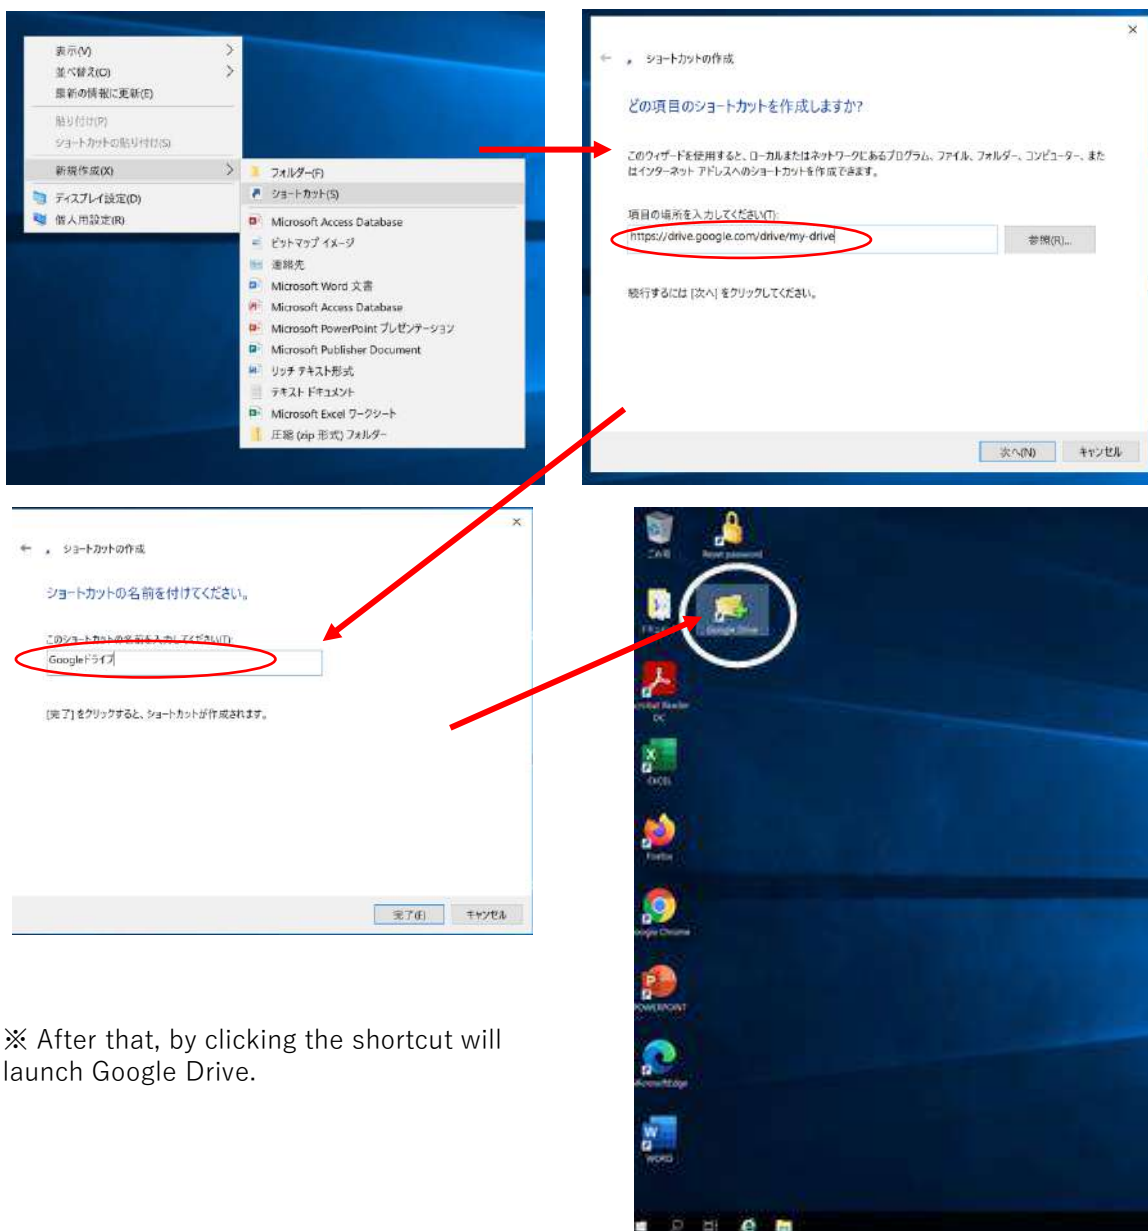 表示(V)
並べ替え(O)
最新の情報に更新(E)
貼り付け(P)
ショートカットの貼り付け(S)
新規作成(X)
ディスプレイ設定(D)
個人用設定(R)
フォルダー(F)
ショートカット(S)
Microsoft Access Database
ビットマップ イメージ
連絡先
Microsoft Word 文書
Microsoft Access Database
Microsoft PowerPoint プレゼンテーション
Microsoft Publisher Document
リッチ テキスト形式
テキスト ドキュメント
Microsoft Excel ワークシート
圧縮 (zip 形式) フォルダー
ショートカットの作成
どの項目のショートカットを作成しますか?
このウィザードを使用すると、ローカルまたはネットワークにあるプログラム、ファイル、フォルダー、コンピューター、また
はインターネット アドレスへのショートカットを作成できます。
項目の場所を入力してください(T):
https://drive.google.com/drive/my-drive
参照(R)...
続行するには [次へ] をクリックしてください。
次へ(N)
キャンセル
ショートカットの作成
ショートカットの名前を付けてください。
このショートカットの名前を入力してください(T):
Googleドライブ
[完了] をクリックすると、ショートカットが作成されます。
完了(F)
キャンセル
ごみ箱
Reset password
Google Drive
Acrobat Reader
DC
EXCEL
Firefox
Google Chrome
POWERPOINT
Microsoft Edge
WORD
※ After that, by clicking the shortcut will
launch Google Drive.